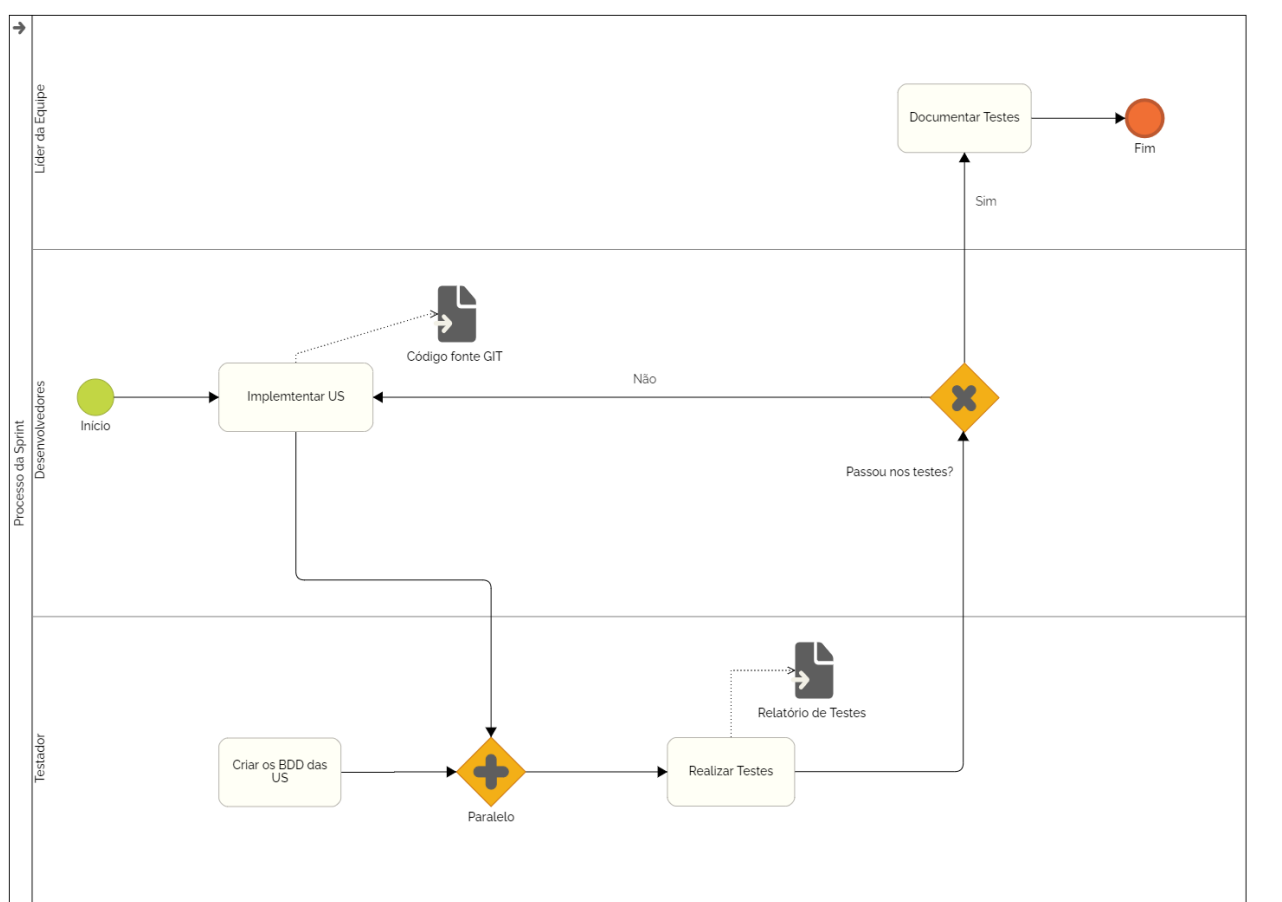 Processo da Sprint
Líder da Equipe
Documentar Testes
Fim
Sim
Desenvolvedores
Código fonte GIT
Início
Implemtentar US
Não
Passou nos testes?
Testador
Relatório de Testes
Criar os BDD das
US
Paralelo
Realizar Testes